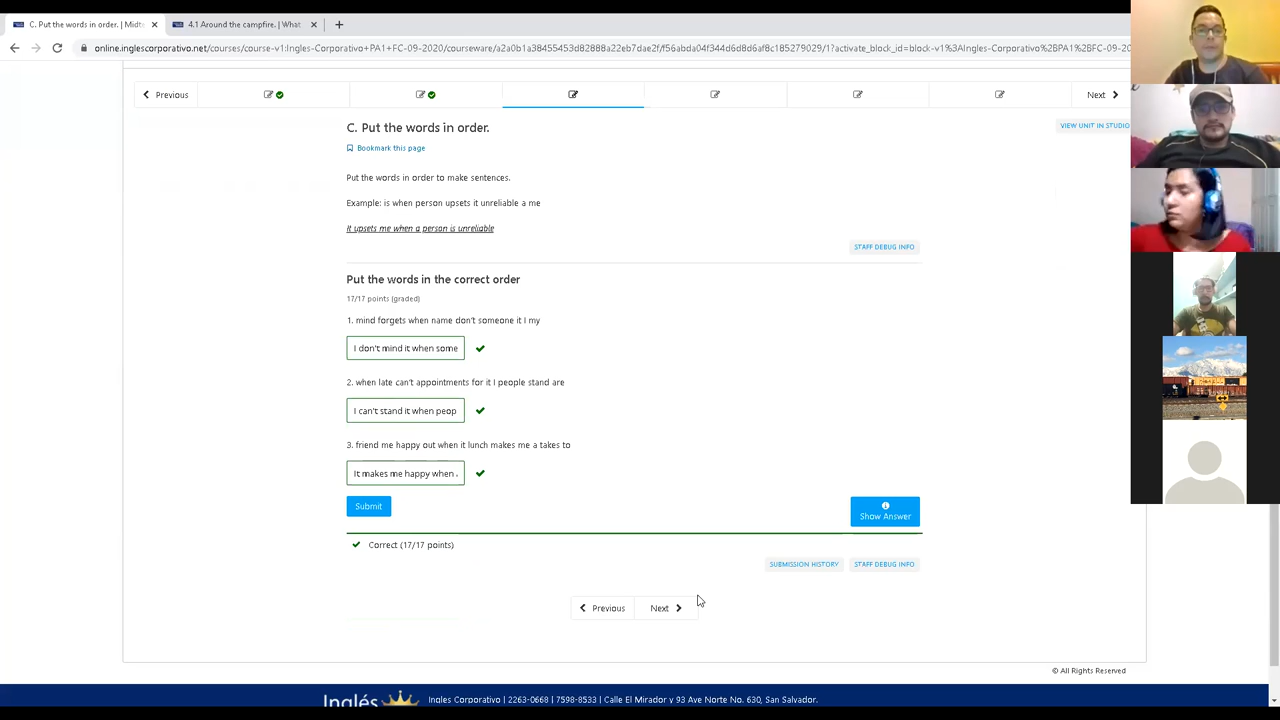 C. Put the words in order. | Midt
4.1 Around the campfire. | What
online.inglescorporativo.net/courses/course-v1:Ingles-Corporativo+PA1+FC-09-2020/courseware/a2a0b1a38455453d82888a22eb7dae2f/f56abda04f344d6d8d6af8c185279029/1?activate_block_id=block-v1%3AIngles-Corporativo%2BPA1%2BFC-09-20
Previous
Next
C. Put the words in order.
VIEW UNIT IN STUDIO
Bookmark this page
Put the words in order to make sentences.
Example: is when person upsets it unreliable a me
It upsets me when a person is unreliable
STAFF DEBUG INFO
Put the words in the correct order
17/17 points (graded)
1. mind forgets when name don't someone it I my
I don't mind it when some
2. when late can't appointments for it I people stand are
I can't stand it when peop
3. friend me happy out when it lunch makes me a takes to
It makes me happy when
Submit
Show Answer
Correct (17/17 points)
SUBMISSION HISTORY
STAFF DEBUG INFO
Previous
Next
© All Rights Reserved
Inglés
Ingles Corporativo | 2263-0668 | 7598-8533 | Calle El Mirador y 93 Ave Norte No. 630, San Salvador.